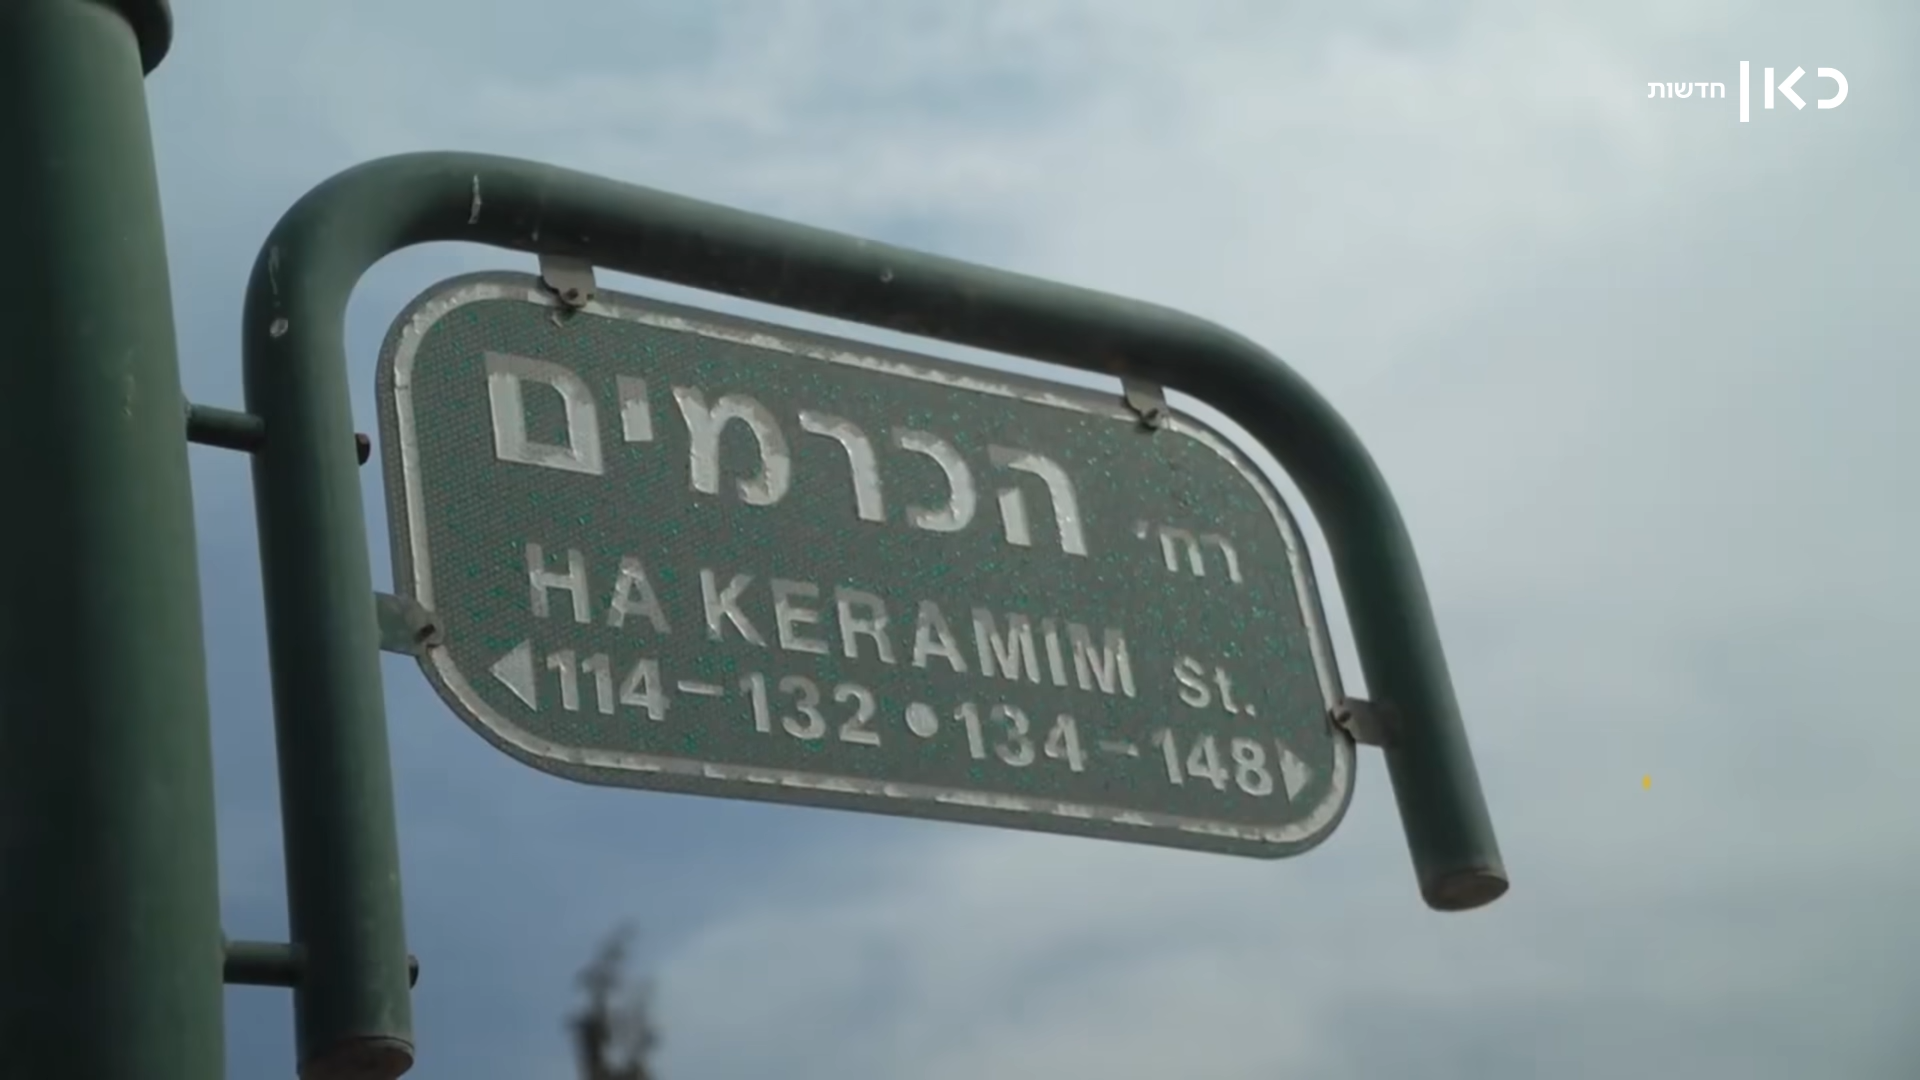 כאן חדשות
רח׳ הכרמים
HA KERAMIM St.
114-132 • 134-148